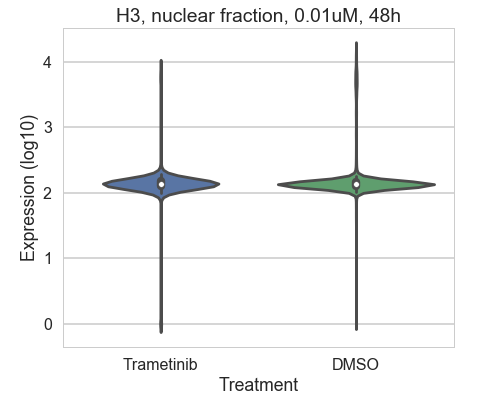 H3, nuclear fraction, 0.01uM, 48h
Expression (log10)
4
3
2
1
0
Trametinib
DMSO
Treatment